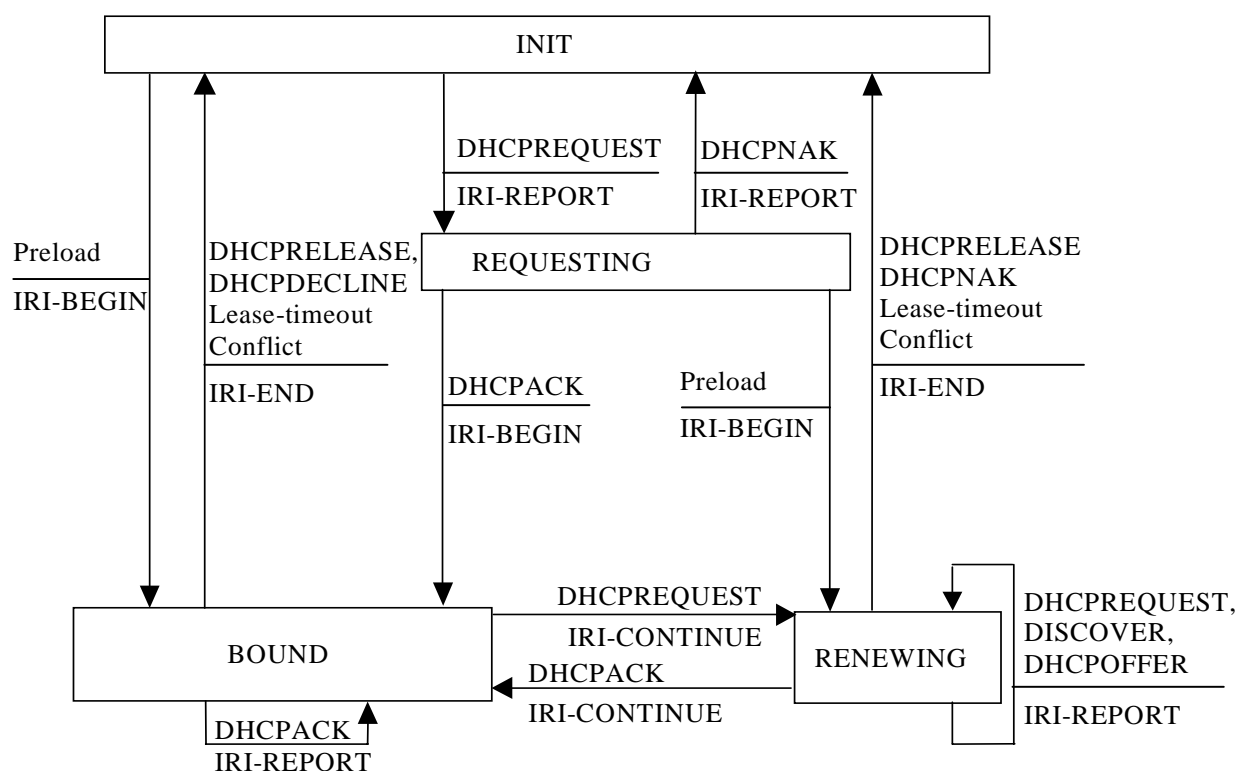 INIT
DHCPREQUEST
IRI-REPORT
DHCPNAK
IRI-REPORT
Preload
IRI-BEGIN
DHCPRELEASE,
DHCPDECLINE
Lease-timeout
Conflict
IRI-END
REQUESTING
DHCPRELEASE
DHCPNAK
Lease-timeout
Conflict
IRI-END
DHCPACK
IRI-BEGIN
Preload
IRI-BEGIN
BOUND
DHCPREQUEST
IRI-CONTINUE
DHCPACK
IRI-CONTINUE
RENEWING
DHCPREQUEST,
DISCOVER,
DHCPOFFER
IRI-REPORT
DHCPACK
IRI-REPORT